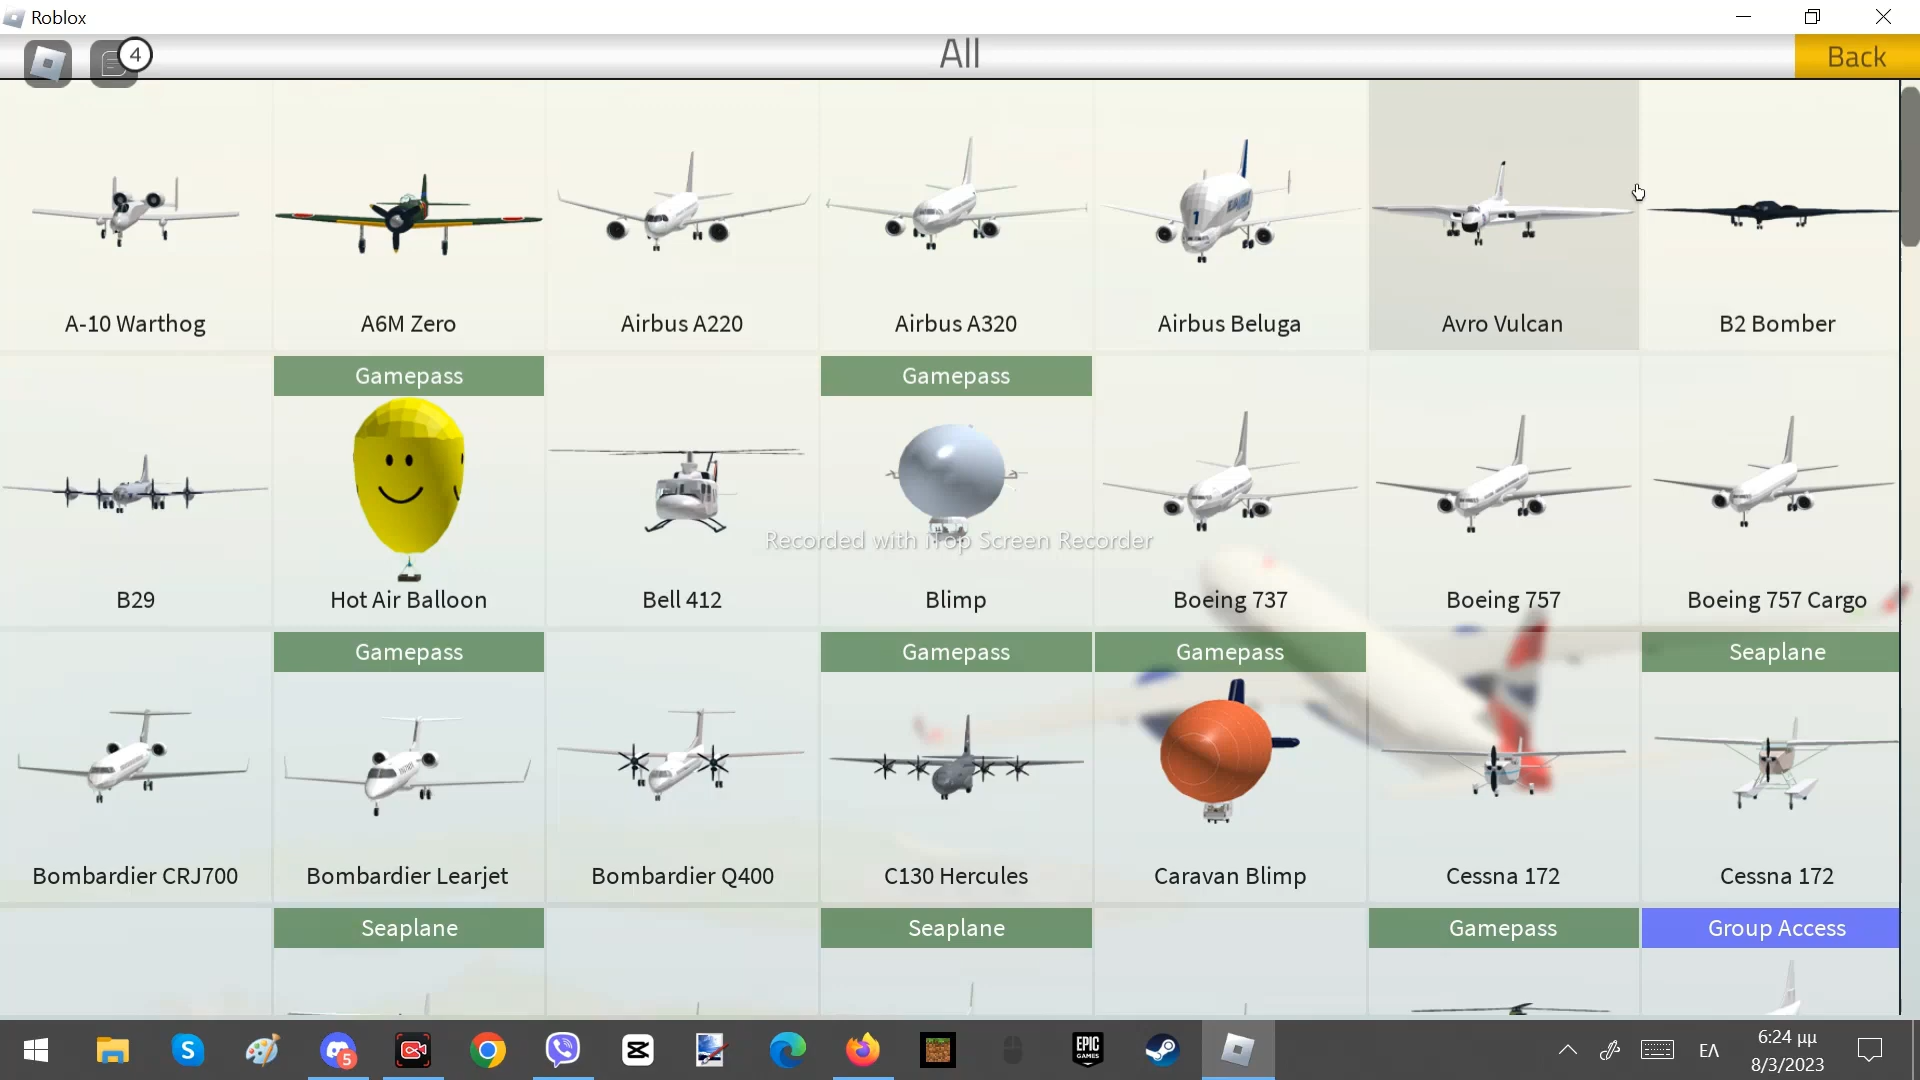 Roblox
4
All
Back
A-10 Warthog
A6M Zero
Airbus A220
Airbus A320
Airbus Beluga
Avro Vulcan
B2 Bomber
Gamepass
Gamepass
B29
Hot Air Balloon
Bell 412
Blimp
Boeing 737
Boeing 757
Boeing 757 Cargo
Recorded with iTop Screen Recorder
Gamepass
Gamepass
Gamepass
Seaplane
Bombardier CRJ700
Bombardier Learjet
Bombardier Q400
C130 Hercules
Caravan Blimp
Cessna 172
Cessna 172
Seaplane
Seaplane
Gamepass
Group Access
5
EPIC
GAMES
ΕΛ
6:24 μμ
8/3/2023